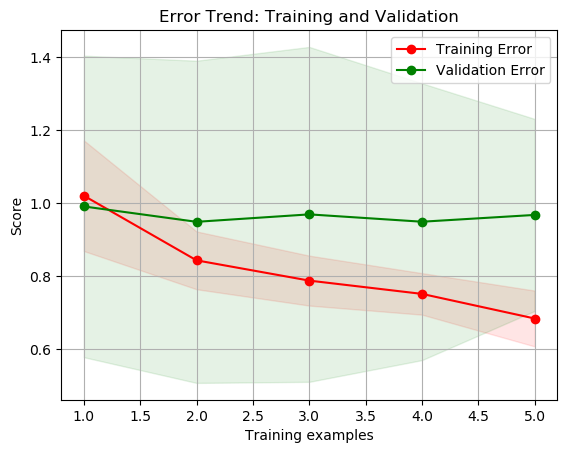 Error Trend: Training and Validation
Training Error
Validation Error
Score
1.4
1.2
1.0
0.8
0.6
1.0 1.5 2.0 2.5 3.0 3.5 4.0 4.5 5.0
Training examples